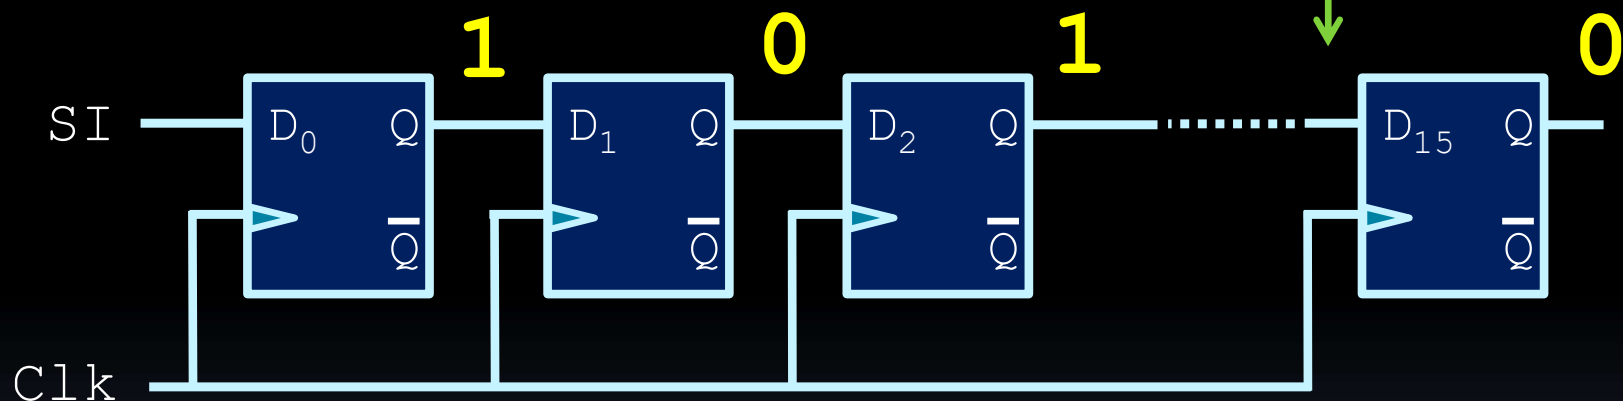 1 0 1 0
SI D₀ Q D₁ Q D₂ Q D₁₅ Q
Q̅ Q̅ Q̅ Q̅
Clk